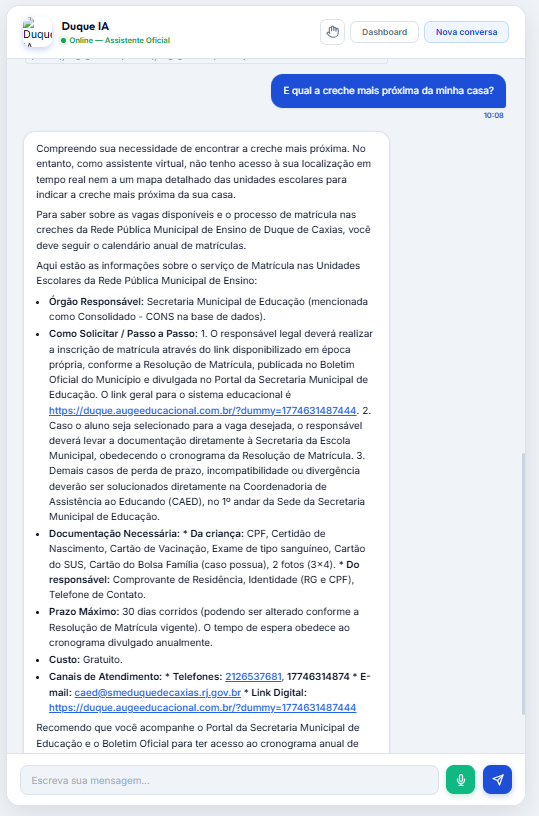 Duque IA
Duque
IA
Online — Assistente Oficial
Dashboard
Nova conversa
E qual a creche mais próxima da minha casa?
10:08
Compreendo sua necessidade de encontrar a creche mais próxima. No
entanto, como assistente virtual, não tenho acesso à sua localização em
tempo real nem a um mapa detalhado das unidades escolares para
indicar a creche mais próxima da sua casa.
Para saber sobre as vagas disponíveis e o processo de matrícula nas
creches da Rede Pública Municipal de Ensino de Duque de Caxias, você
deve seguir o calendário anual de matrículas.
Aqui estão as informações sobre o serviço de Matrícula nas Unidades
Escolares da Rede Pública Municipal de Ensino:
• Órgão Responsável: Secretaria Municipal de Educação (mencionada
como Consolidado - CONS na base de dados).
• Como Solicitar / Passo a Passo: 1. O responsável legal deverá realizar
a inscrição de matrícula através do link disponibilizado em época
própria, conforme a Resolução de Matrícula, publicada no Boletim
Oficial do Município e divulgada no Portal da Secretaria Municipal de
Educação. O link geral para o sistema educacional é
https://duque.augeeducacional.com.br/?dummy=1774631487444. 2.
Caso o aluno seja selecionado para a vaga desejada, o responsável
deverá levar a documentação diretamente à Secretaria da Escola
Municipal, obedecendo o cronograma da Resolução de Matrícula. 3.
Demais casos de perda de prazo, incompatibilidade ou divergência
deverão ser solucionados diretamente na Coordenadoria de
Assistência ao Educando (CAED), no 1º andar da Sede da Secretaria
Municipal de Educação.
• Documentação Necessária: * Da criança: CPF, Certidão de
Nascimento, Cartão de Vacinação, Exame de tipo sanguíneo, Cartão
do SUS, Cartão do Bolsa Família (caso possua), 2 fotos (3×4). * Do
responsável: Comprovante de Residência, Identidade (RG e CPF),
Telefone de Contato.
• Prazo Máximo: 30 dias corridos (podendo ser alterado conforme a
Resolução de Matrícula vigente). O tempo de espera obedece ao
cronograma divulgado anualmente.
• Custo: Gratuito.
• Canais de Atendimento: * Telefones: 2126537681, 17746314874 * E-
mail: caed@smeduquedecaxias.rj.gov.br * Link Digital:
https://duque.augeeducacional.com.br/?dummy=1774631487444
Recomendo que você acompanhe o Portal da Secretaria Municipal de
Educação e o Boletim Oficial para ter acesso ao cronograma anual de
Escreva sua mensagem...